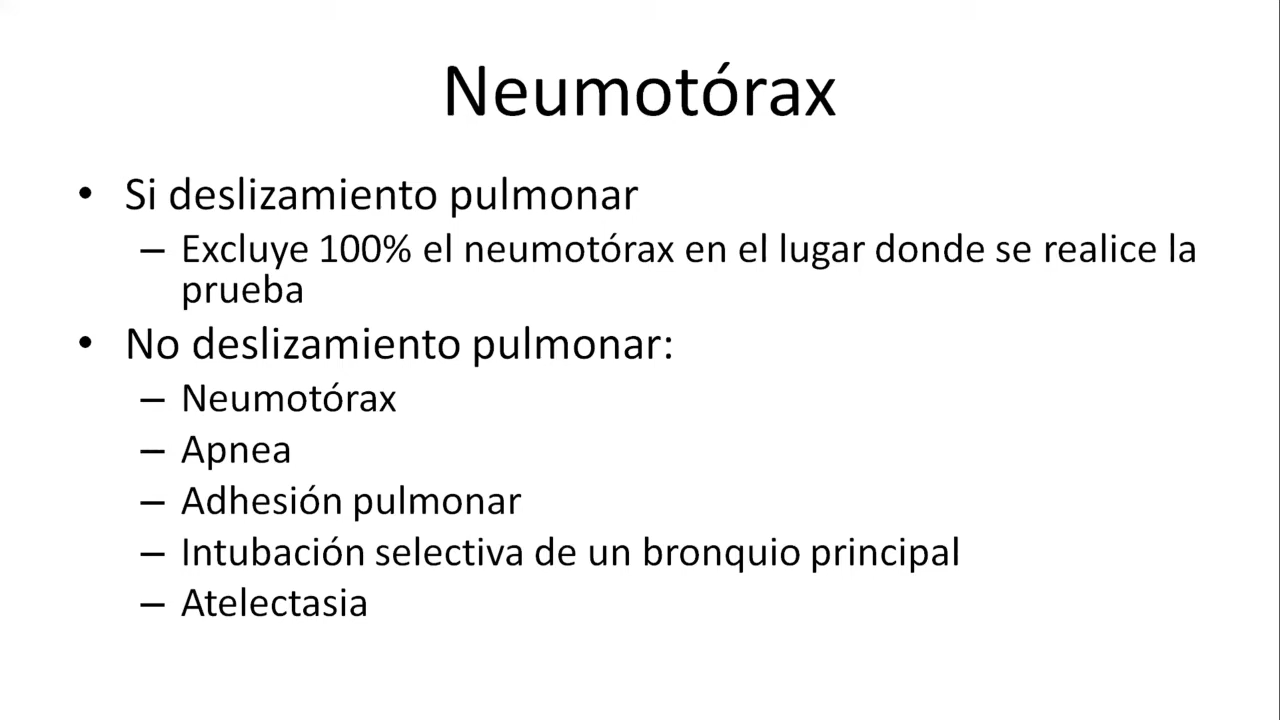 Neumotórax
• Si deslizamiento pulmonar
– Excluye 100% el neumotórax en el lugar donde se realice la
prueba
• No deslizamiento pulmonar:
– Neumotórax
– Apnea
– Adhesión pulmonar
– Intubación selectiva de un bronquio principal
– Atelectasia